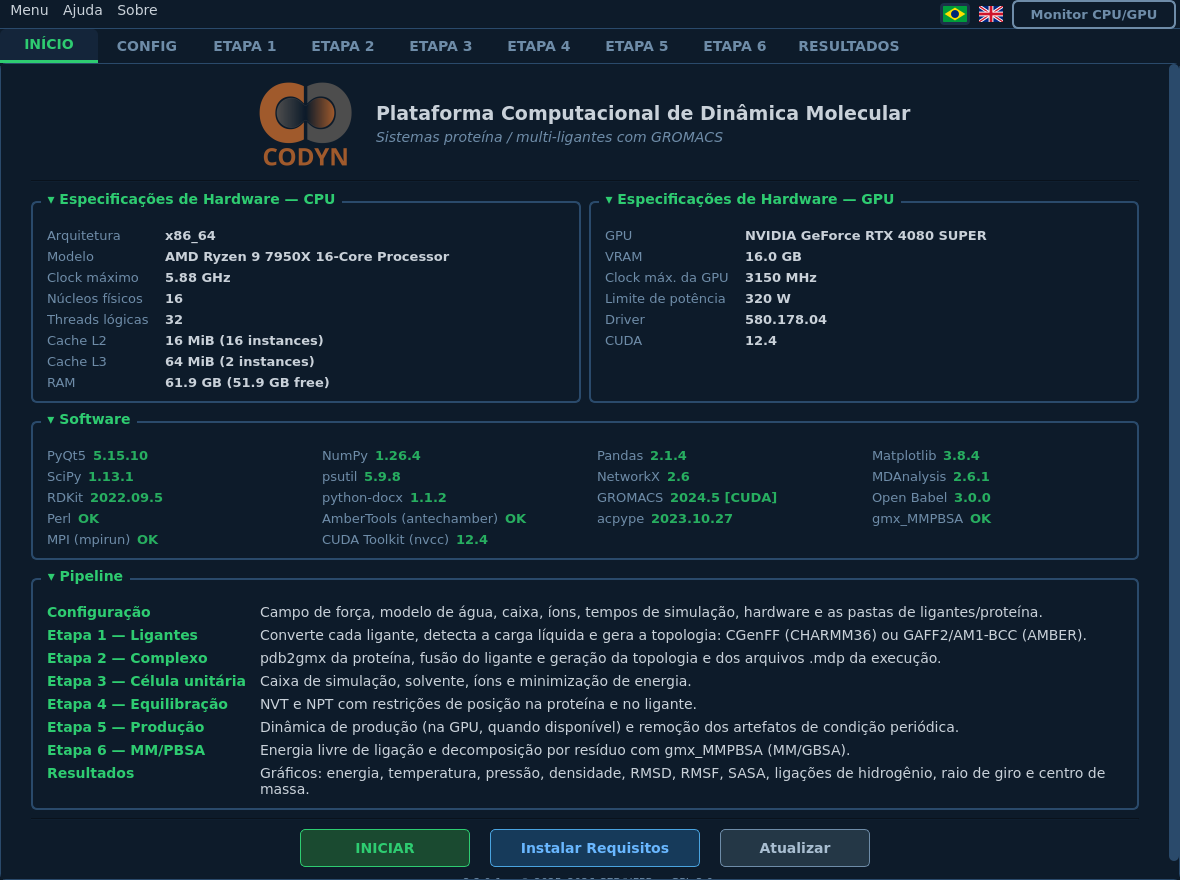 Menu Ajuda Sobre
Monitor CPU/GPU
INÍCIO CONFIG ETAPA 1 ETAPA 2 ETAPA 3 ETAPA 4 ETAPA 5 ETAPA 6 RESULTADOS
CODYN
Plataforma Computacional de Dinâmica Molecular
Sistemas proteína / multi-ligantes com GROMACS
▾ Especificações de Hardware — CPU
Arquitetura x86_64
Modelo AMD Ryzen 9 7950X 16-Core Processor
Clock máximo 5.88 GHz
Núcleos físicos 16
Threads lógicas 32
Cache L2 16 MiB (16 instances)
Cache L3 64 MiB (2 instances)
RAM 61.9 GB (51.9 GB free)
▾ Especificações de Hardware — GPU
GPU NVIDIA GeForce RTX 4080 SUPER
VRAM 16.0 GB
Clock máx. da GPU 3150 MHz
Limite de potência 320 W
Driver 580.178.04
CUDA 12.4
▾ Software
PyQt5 5.15.10 NumPy 1.26.4 Pandas 2.1.4 Matplotlib 3.8.4
SciPy 1.13.1 psutil 5.9.8 NetworkX 2.6 MDAnalysis 2.6.1
RDKit 2022.09.5 python-docx 1.1.2 GROMACS 2024.5 [CUDA] Open Babel 3.0.0
Perl OK AmberTools (antechamber) OK acpype 2023.10.27 gmx_MMPBSA OK
MPI (mpirun) OK CUDA Toolkit (nvcc) 12.4
▾ Pipeline
Configuração Campo de força, modelo de água, caixa, íons, tempos de simulação, hardware e as pastas de ligantes/proteína.
Etapa 1 — Ligantes Converte cada ligante, detecta a carga líquida e gera a topologia: CGenFF (CHARMM36) ou GAFF2/AM1-BCC (AMBER).
Etapa 2 — Complexo pdb2gmx da proteína, fusão do ligante e geração da topologia e dos arquivos .mdp da execução.
Etapa 3 — Célula unitária Caixa de simulação, solvente, íons e minimização de energia.
Etapa 4 — Equilibração NVT e NPT com restrições de posição na proteína e no ligante.
Etapa 5 — Produção Dinâmica de produção (na GPU, quando disponível) e remoção dos artefatos de condição periódica.
Etapa 6 — MM/PBSA Energia livre de ligação e decomposição por resíduo com gmx_MMPBSA (MM/GBSA).
Resultados Gráficos: energia, temperatura, pressão, densidade, RMSD, RMSF, SASA, ligações de hidrogênio, raio de giro e centro de
massa.
INICIAR Instalar Requisitos Atualizar